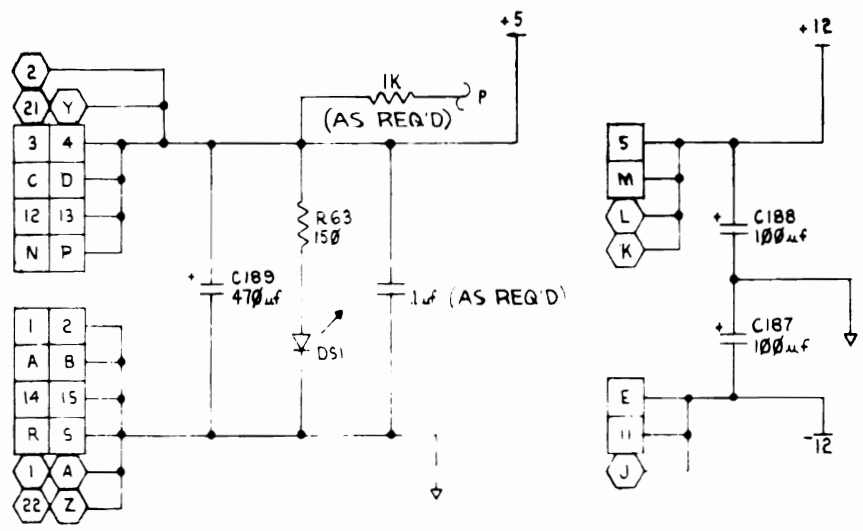 +5
+12
2
1K
P
21 Y
(AS REQ'D)
3 4
5
C D
M
12 13
R63
150
L
C188
100uf
N P
K
+
+
C189
470uf
.1uf (AS REQ'D)
+
1 2
C187
100uf
A B
DS1
14 15
E
R S
11
-12
1 A
J
22 Z